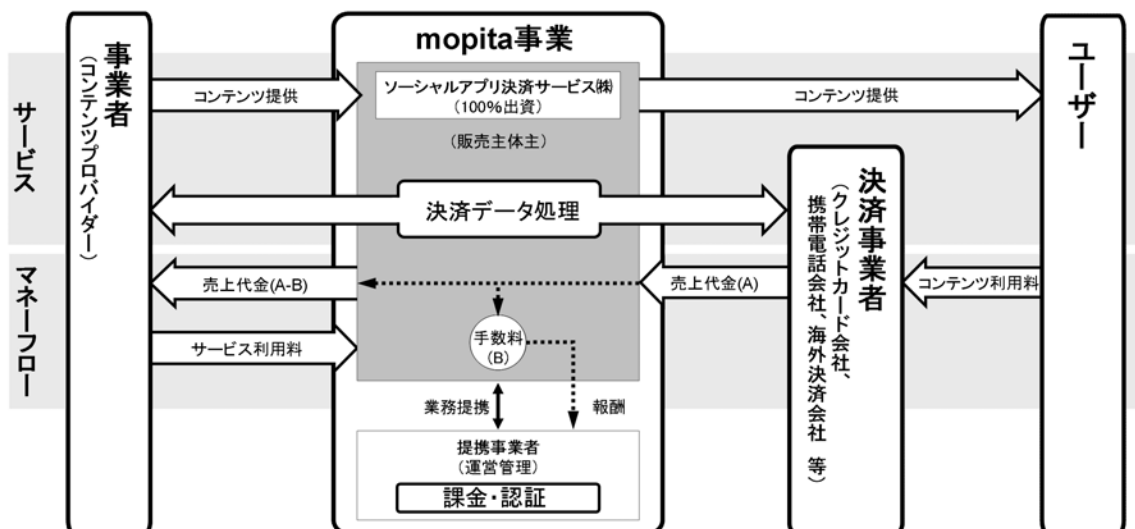 サービス
マネーフロー
事業者
(コンテンツプロバイダー)
mopita事業
ソーシャルアプリ決済サービス㈱
(100%出資)
(販売主体主)
コンテンツ提供
コンテンツ提供
決済データ処理
売上代金(A-B)
売上代金(A)
コンテンツ利用料
サービス利用料
手数料
(B)
業務提携
報酬
提携事業者
(運営管理)
課金・認証
決済事業者
(クレジットカード会社、
携帯電話会社、海外決済会社 等)
ユーザー